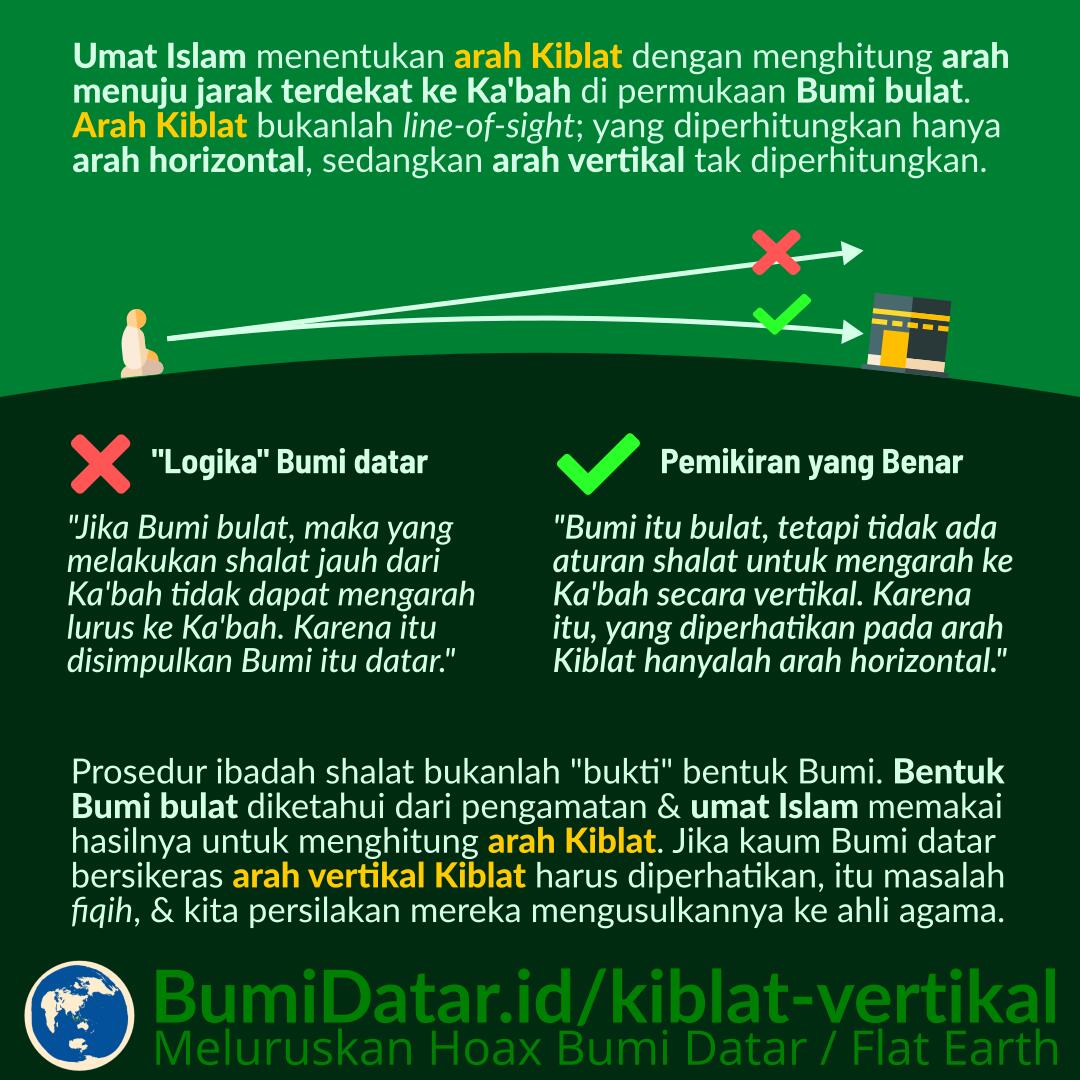 Umat Islam menentukan arah Kiblat dengan menghitung arah
menuju jarak terdekat ke Ka'bah di permukaan Bumi bulat.
Arah Kiblat bukanlah line-of-sight; yang diperhitungkan hanya
arah horizontal, sedangkan arah vertikal tak diperhitungkan.
"Logika" Bumi datar
"Jika Bumi bulat, maka yang
melakukan shalat jauh dari
Ka'bah tidak dapat mengarah
lurus ke Ka'bah. Karena itu
disimpulkan Bumi itu datar."
Pemikiran yang Benar
"Bumi itu bulat, tetapi tidak ada
aturan shalat untuk mengarah ke
Ka'bah secara vertikal. Karena
itu, yang diperhatikan pada arah
Kiblat hanyalah arah horizontal."
Prosedur ibadah shalat bukanlah "bukti" bentuk Bumi. Bentuk
Bumi bulat diketahui dari pengamatan & umat Islam memakai
hasilnya untuk menghitung arah Kiblat. Jika kaum Bumi datar
bersikeras arah vertikal Kiblat harus diperhatikan, itu masalah
fiqih, & kita persilakan mereka mengusulkannya ke ahli agama.
BumiDatar.id/kiblat-vertikal
Meluruskan Hoax Bumi Datar / Flat Earth